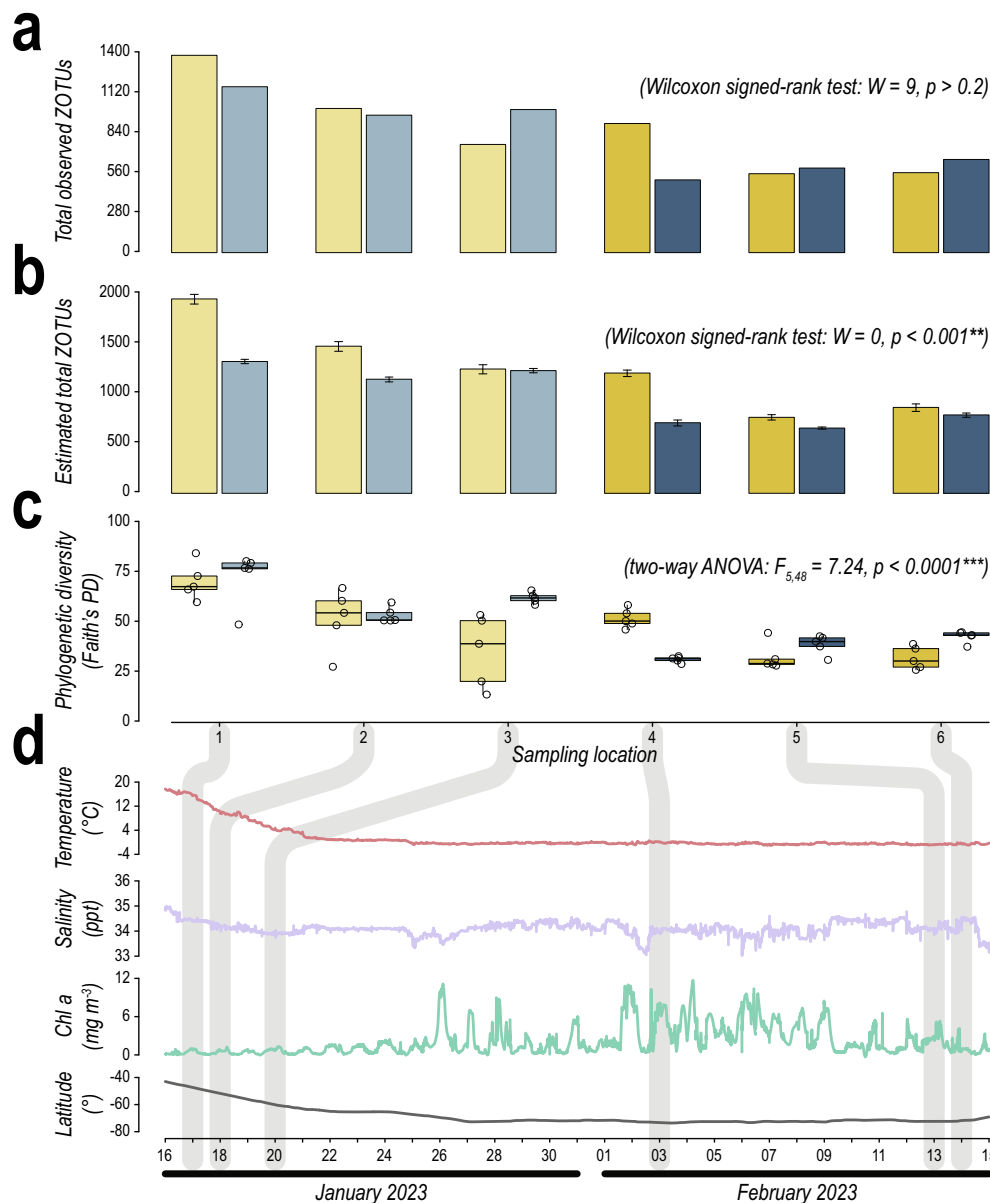 a
Total observed ZOTUs
1400
1120
840
560
280
0
(Wilcoxon signed-rank test: W = 9, p > 0.2)
b
Estimated total ZOTUs
2000
1500
1000
500
0
(Wilcoxon signed-rank test: W = 0, p < 0.001**)
c
Phylogenetic diversity
(Faith's PD)
100
75
50
25
0
(two-way ANOVA: F5,48 = 7.24, p < 0.0001***)
1 2 3 4 5 6
Sampling location
d
Temperature
(°C)
20
12
4
-4
Salinity
(ppt)
36
35
34
33
Chl a
(mg m-3)
12
6
0
Latitude
(°)
-40
-60
-80
16 18 20 22 24 26 28 30 01 03 05 07 09 11 13
January 2023 February 2023